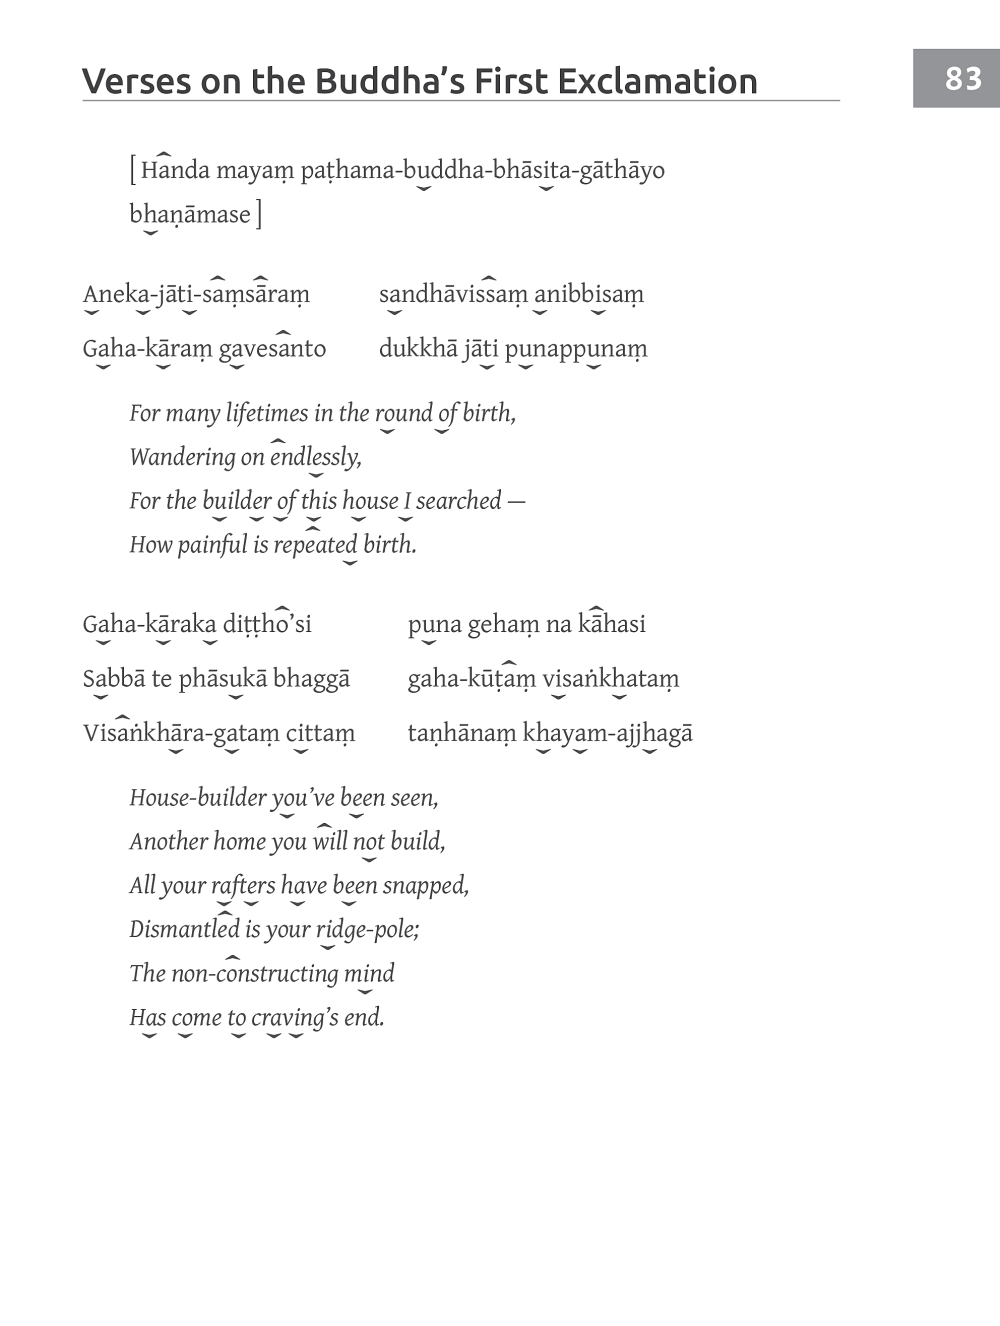 Verses on the Buddha’s First Exclamation
83
[ Handa mayaṃ paṭhama-buddha-bhāsita-gāthāyo
bhaṇāmase ]
Aneka-jāti-saṃsāraṃ sandhāvissaṃ anibbisaṃ
Gaha-kāraṃ gavesanto dukkhā jāti punappunaṃ
For many lifetimes in the round of birth,
Wandering on endlessly,
For the builder of this house I searched —
How painful is repeated birth.
Gaha-kāraka diṭṭho’si puna gehaṃ na kāhasi
Sabbā te phāsukā bhaggā gaha-kūṭaṃ visaṅkhataṃ
Visaṅkhāra-gataṃ cittaṃ taṇhānaṃ khayam-ajjhagā
House-builder you’ve been seen,
Another home you will not build,
All your rafters have been snapped,
Dismantled is your ridge-pole;
The non-constructing mind
Has come to craving’s end.